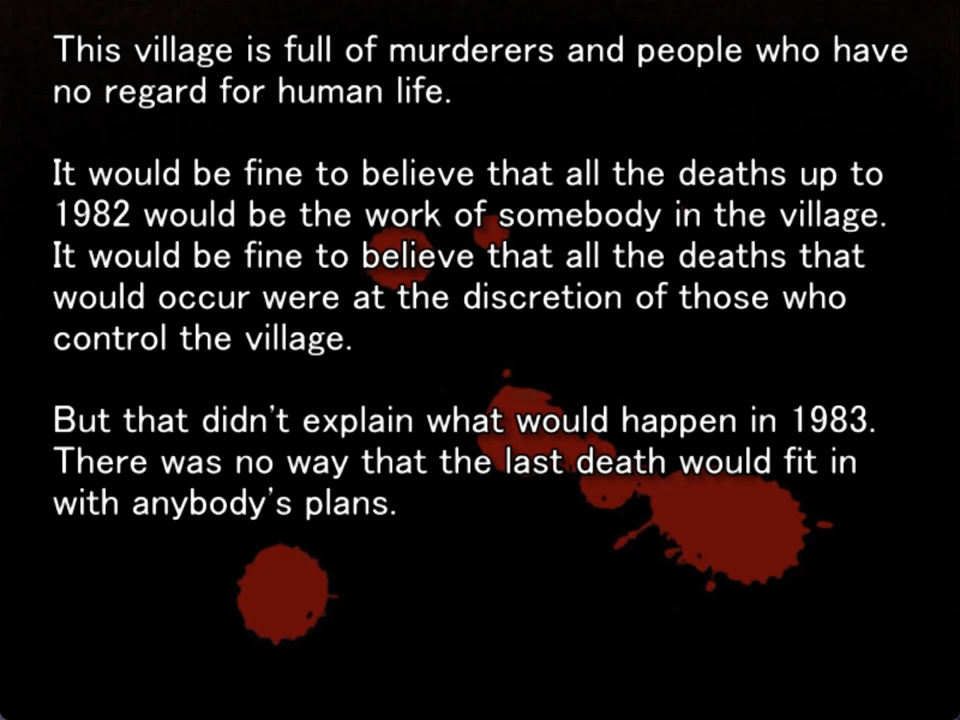 This village is full of murderers and people who have
no regard for human life.
It would be fine to believe that all the deaths up to
1982 would be the work of somebody in the village.
It would be fine to believe that all the deaths that
would occur were at the discretion of those who
control the village.
But that didn't explain what would happen in 1983.
There was no way that the last death would fit in
with anybody's plans.